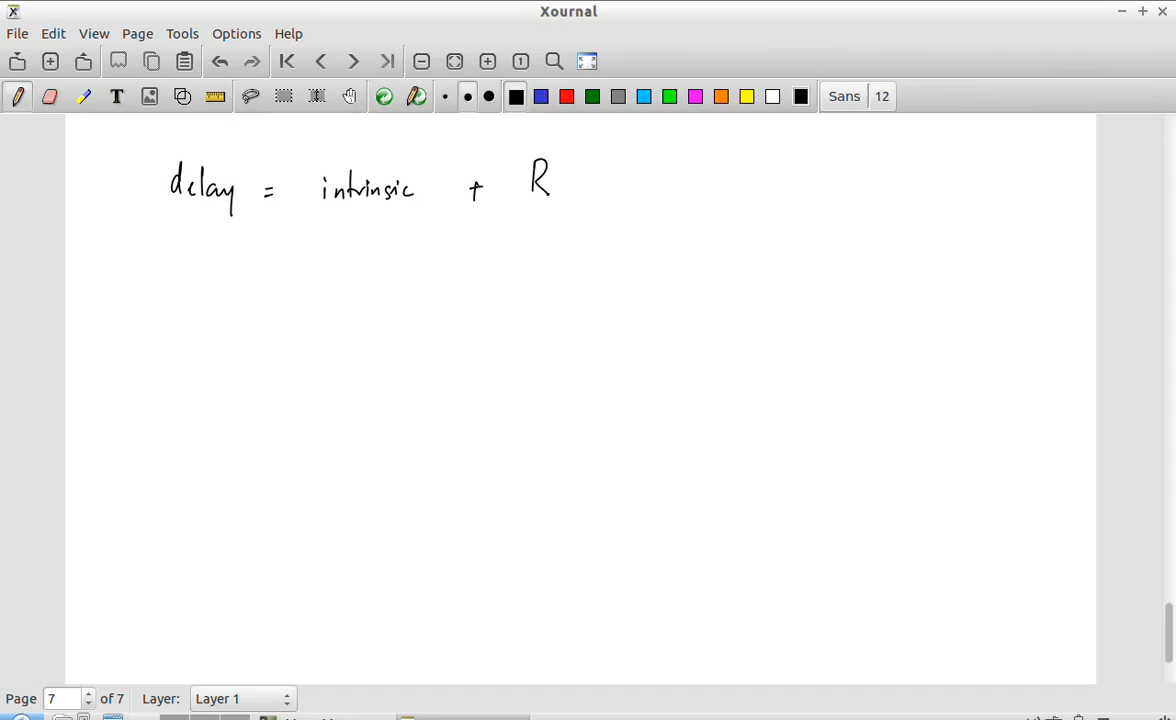 Xournal
File Edit View Page Tools Options Help
Sans 12
delay = intrinsic + R
Page 7 of 7 Layer: Layer 1